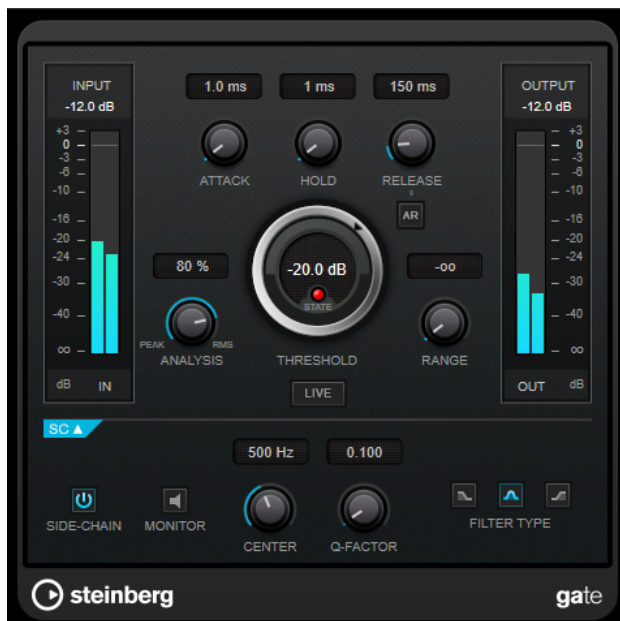 INPUT
-12.0 dB
+3
0
-3
-6
-10
-16
-20
-24
-30
-40
∞
dB IN
1.0 ms 1 ms 150 ms
ATTACK HOLD RELEASE
AR
80 %
PEAK RMS
ANALYSIS
-20.0 dB
STATE
THRESHOLD
LIVE
-oo
RANGE
OUTPUT
-12.0 dB
+3
0
-3
-6
-10
-16
-20
-24
-30
-40
∞
OUT dB
SC ▲
500 Hz 0.100
SIDE-CHAIN MONITOR
CENTER Q-FACTOR
FILTER TYPE
steinberg
gate